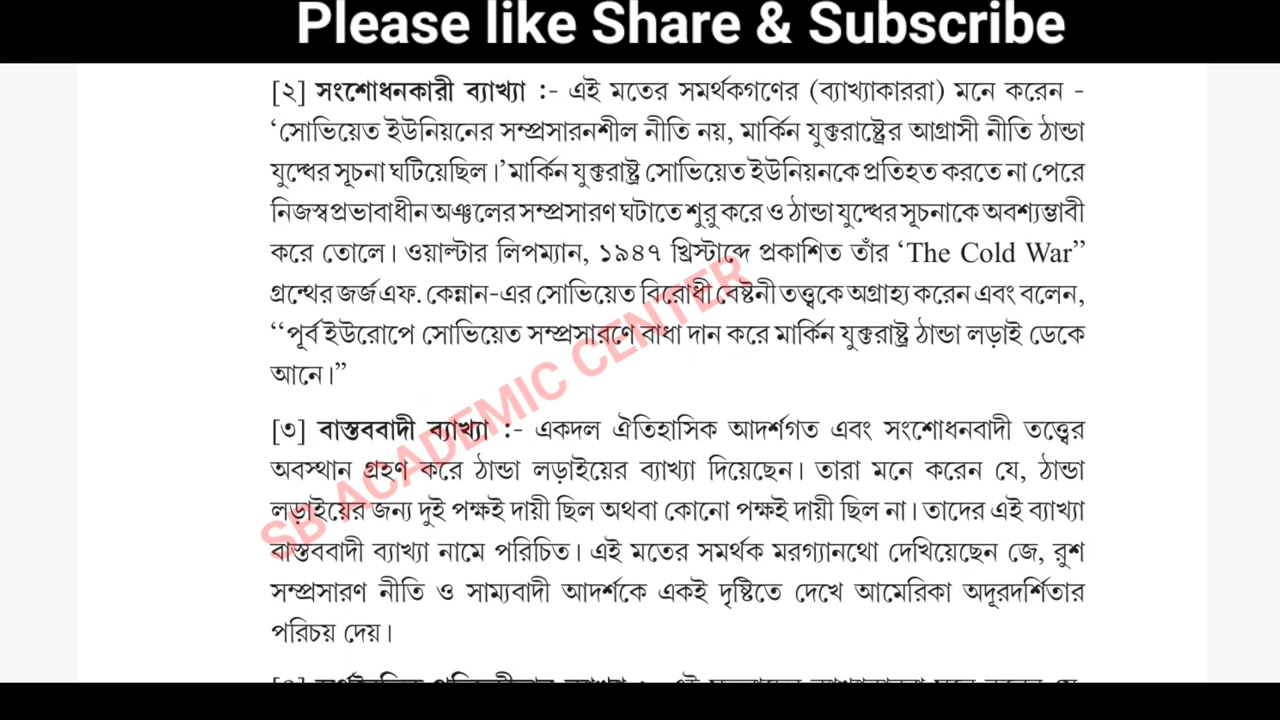 Please like Share & Subscribe
[২] সংশোধনকারী ব্যাখ্যা :- এই মতের সমর্থকগণের (ব্যাখ্যাকাররা) মনে করেন -
‘সোভিয়েত ইউনিয়নের সম্প্রসারনশীল নীতি নয়, মার্কিন যুক্তরাষ্ট্রের আগ্রাসী নীতি ঠান্ডা
যুদ্ধের সূচনা ঘটিয়েছিল।’ মার্কিন যুক্তরাষ্ট্র সোভিয়েত ইউনিয়নকে প্রতিহত করতে না পেরে
নিজস্ব প্রভাবাধীন অঞ্চলের সম্প্রসারণ ঘটাতে শুরু করে ও ঠান্ডা যুদ্ধের সূচনাকে অবশ্যম্ভাবী
করে তোলে। ওয়াল্টার লিপম্যান, ১৯৪৭ খ্রিস্টাব্দে প্রকাশিত তাঁর ‘The Cold War”
গ্রন্থের জর্জ এফ. কেন্নান-এর সোভিয়েত বিরোধী বেষ্টনী তত্ত্বকে অগ্রাহ্য করেন এবং বলেন,
“পূর্ব ইউরোপে সোভিয়েত সম্প্রসারণে বাধা দান করে মার্কিন যুক্তরাষ্ট্র ঠান্ডা লড়াই ডেকে
আনে।”
[৩] বাস্তববাদী ব্যাখ্যা :- একদল ঐতিহাসিক আদর্শগত এবং সংশোধনবাদী তত্ত্বের
অবস্থান গ্রহণ করে ঠান্ডা লড়াইয়ের ব্যাখ্যা দিয়েছেন। তারা মনে করেন যে, ঠান্ডা
লড়াইয়ের জন্য দুই পক্ষই দায়ী ছিল অথবা কোনো পক্ষই দায়ী ছিল না। তাদের এই ব্যাখ্যা
বাস্তববাদী ব্যাখ্যা নামে পরিচিত। এই মতের সমর্থক মরগ্যানথো দেখিয়েছেন জে, রুশ
সম্প্রসারণ নীতি ও সাম্যবাদী আদর্শকে একই দৃষ্টিতে দেখে আমেরিকা অদূরদর্শিতার
পরিচয় দেয়।
SB ACADEMIC CENTER